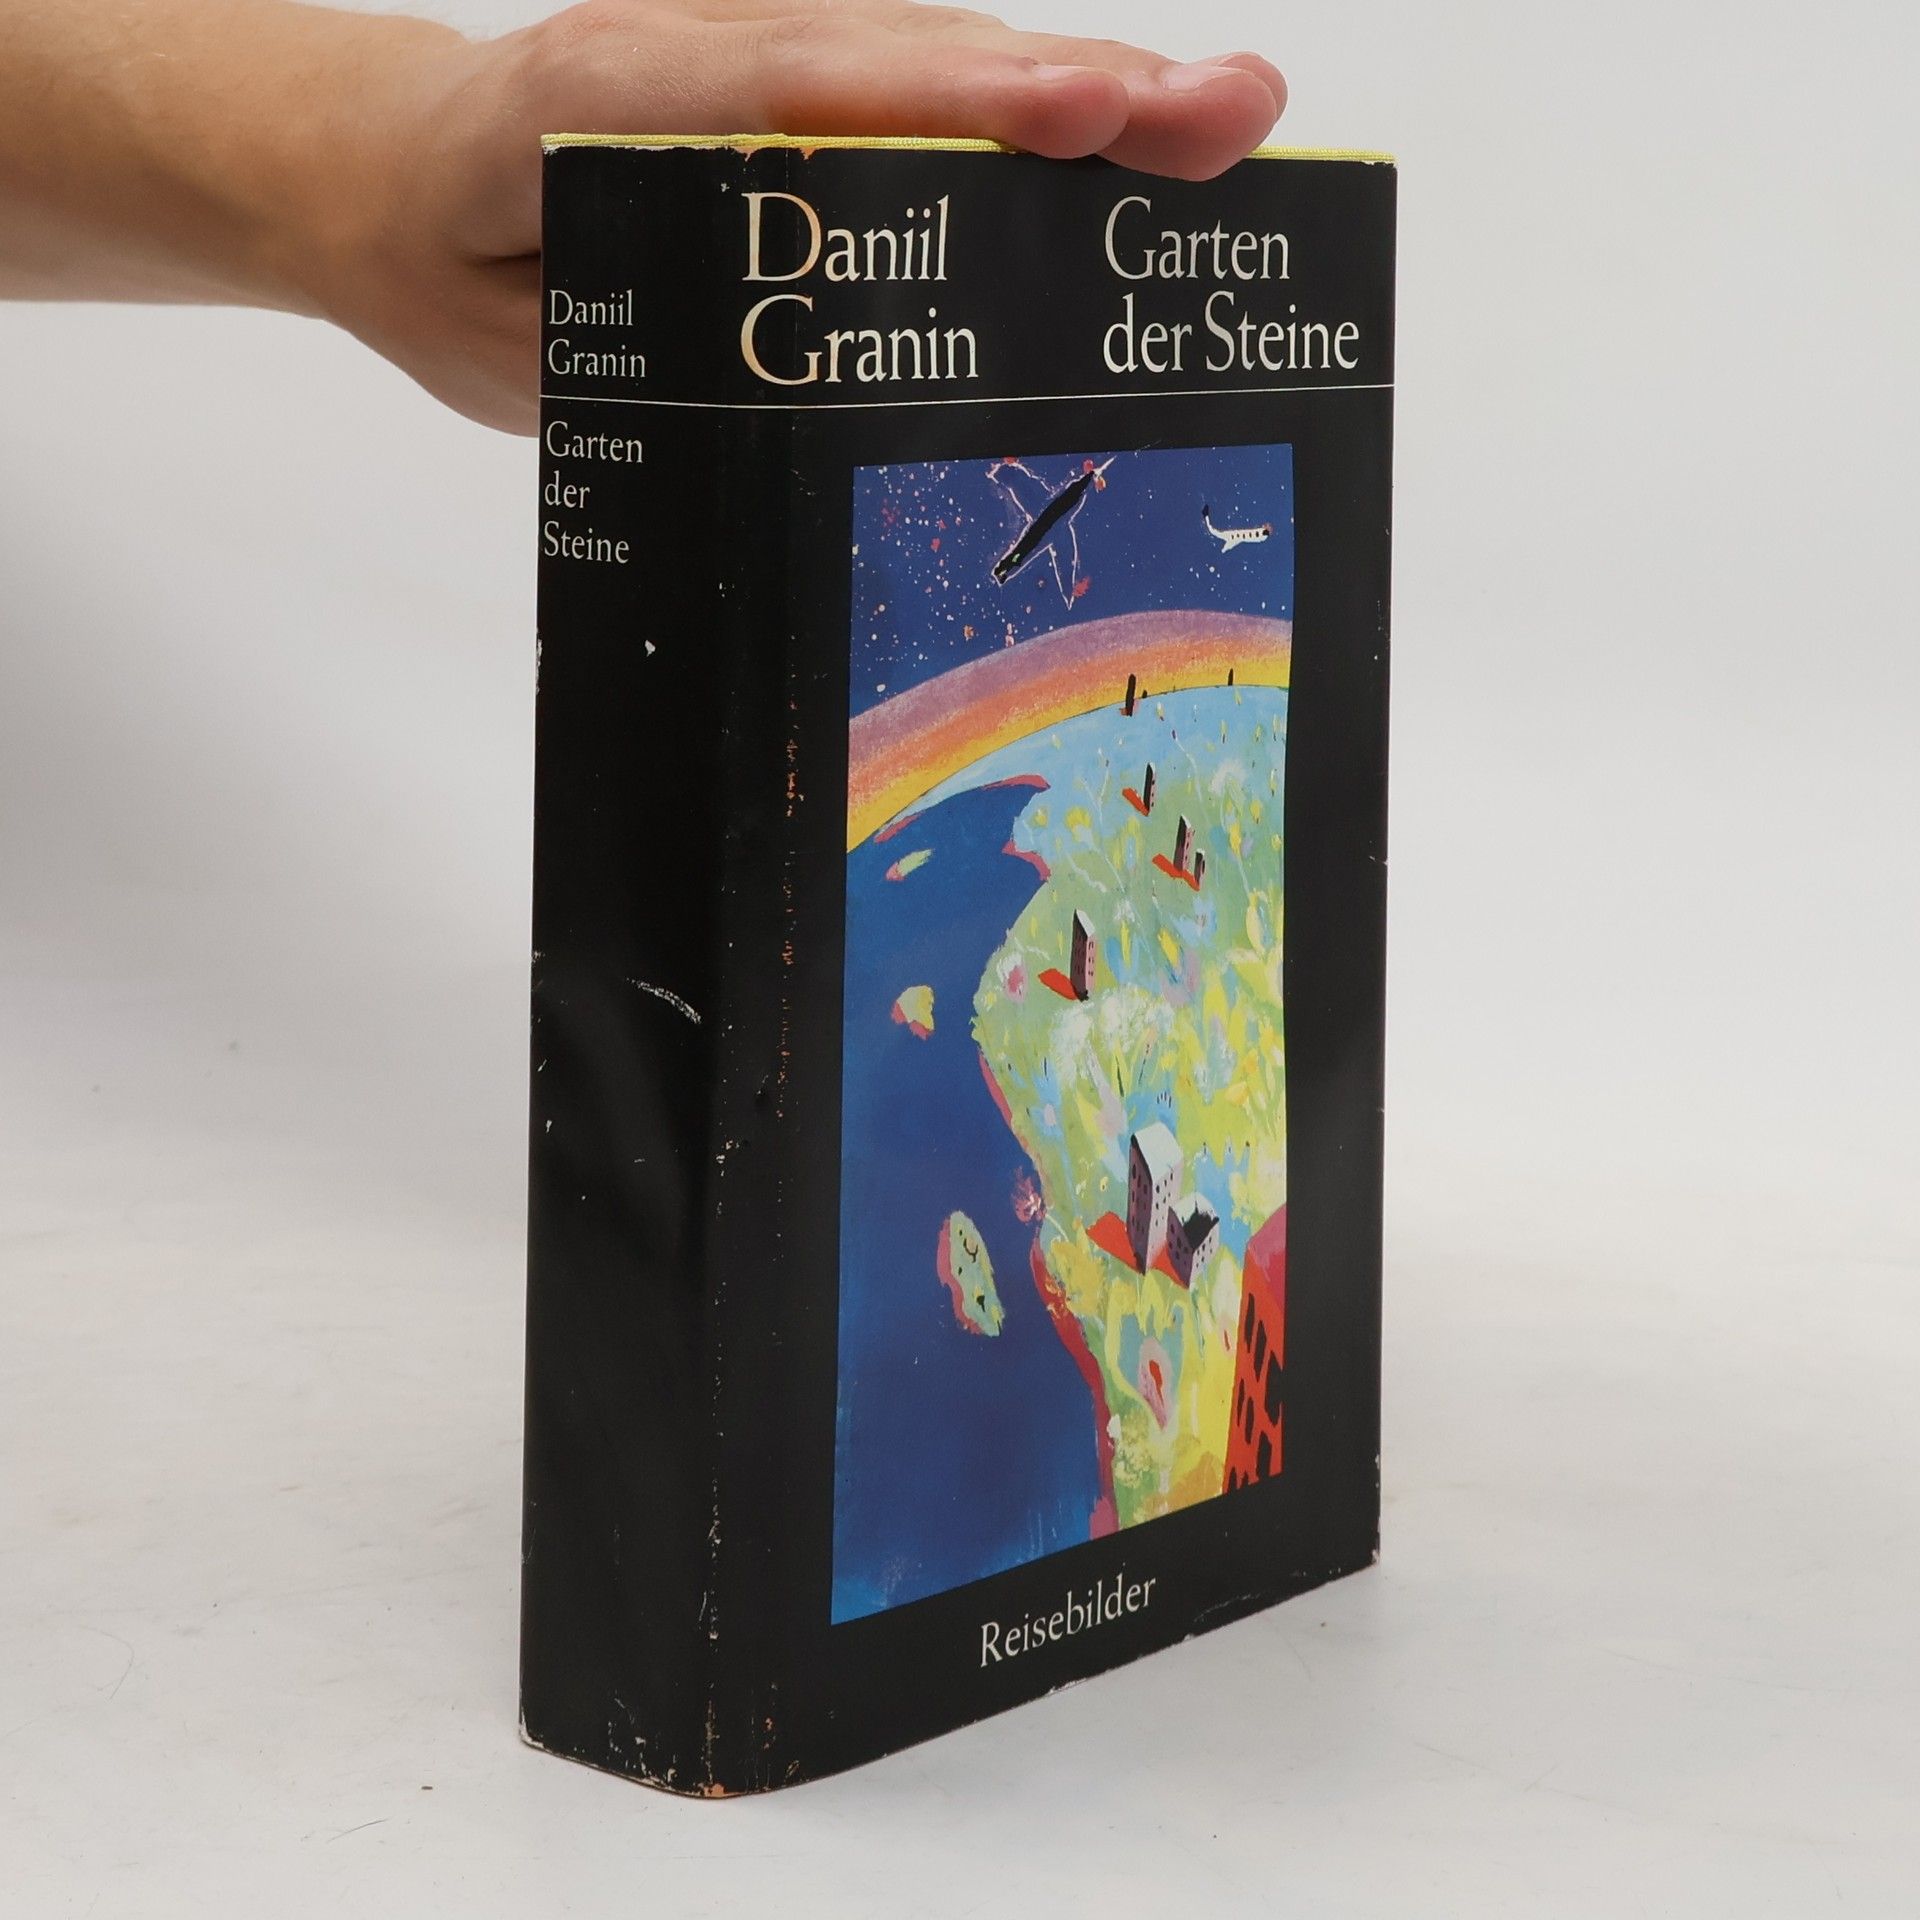 Daniil
Granin
Garten
der
Steine
Daniil
Granin
Garten
der Steine
Reisebilder